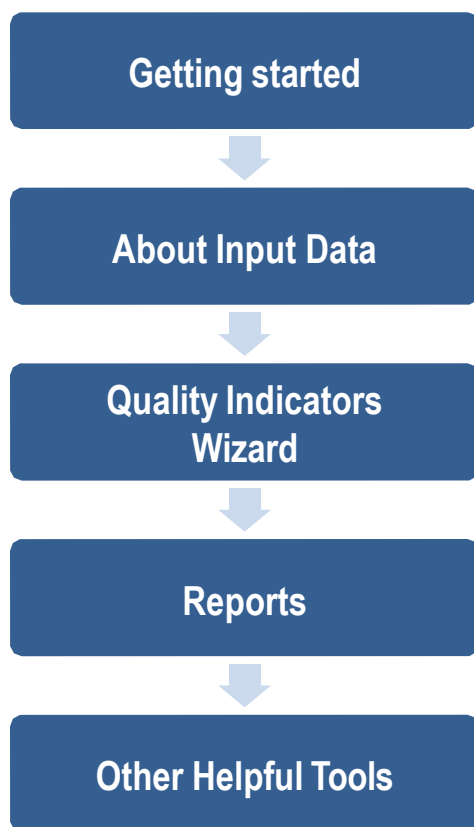 Getting started
About Input Data
Quality Indicators
Wizard
Reports
Other Helpful Tools